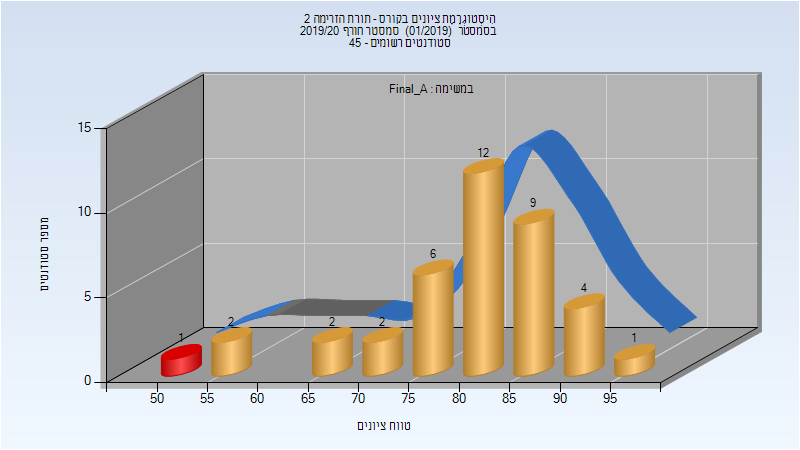 היסטוגרמת ציונים בקורס - תורת הזרימה 2
בסמסטר (01/2019) סמסטר חורף 2019/20
סטודנטים רשומים - 45
במשימה : Final_A
מספר סטודנטים
15
10
5
0
1
2
2
2
6
12
9
4
1
50 55 60 65 70 75 80 85 90 95
טווח ציונים